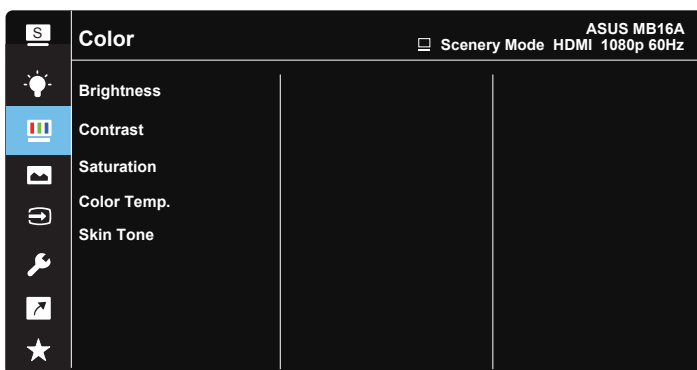 S
Color
ASUS MB16A
Scenery Mode HDMI 1080p 60Hz
Brightness
Contrast
Saturation
Color Temp.
Skin Tone